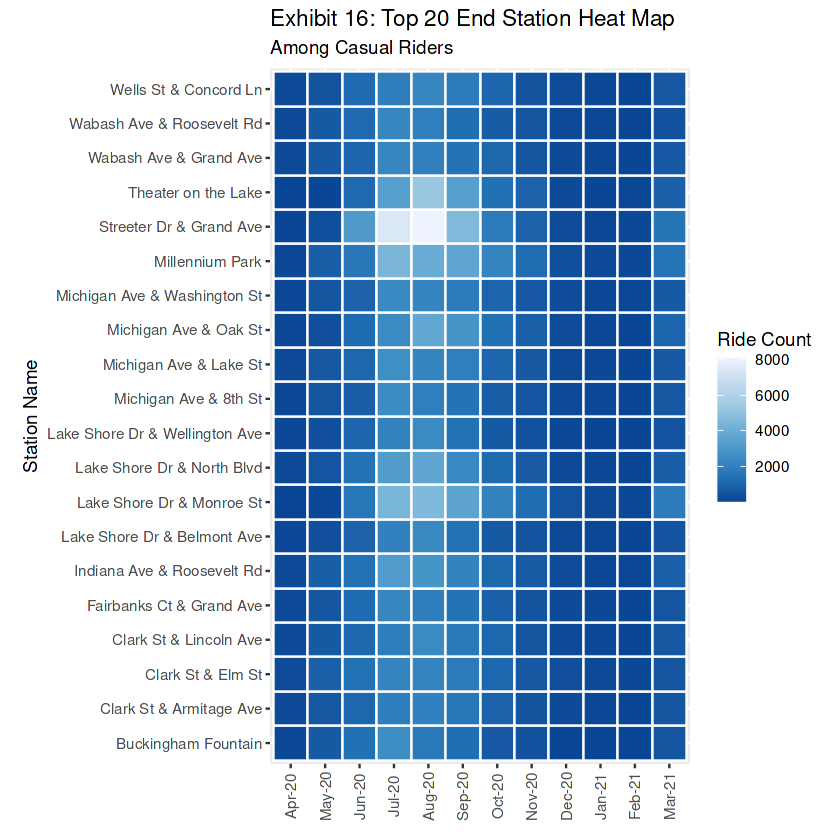 Exhibit 16: Top 20 End Station Heat Map
Among Casual Riders
Station Name
Wells St & Concord Ln
Wabash Ave & Roosevelt Rd
Wabash Ave & Grand Ave
Theater on the Lake
Streeter Dr & Grand Ave
Millennium Park
Michigan Ave & Washington St
Michigan Ave & Oak St
Michigan Ave & Lake St
Michigan Ave & 8th St
Lake Shore Dr & Wellington Ave
Lake Shore Dr & North Blvd
Lake Shore Dr & Monroe St
Lake Shore Dr & Belmont Ave
Indiana Ave & Roosevelt Rd
Fairbanks Ct & Grand Ave
Clark St & Lincoln Ave
Clark St & Elm St
Clark St & Armitage Ave
Buckingham Fountain
Apr-20
May-20
Jun-20
Jul-20
Aug-20
Sep-20
Oct-20
Nov-20
Dec-20
Jan-21
Feb-21
Mar-21
Ride Count
8000
6000
4000
2000